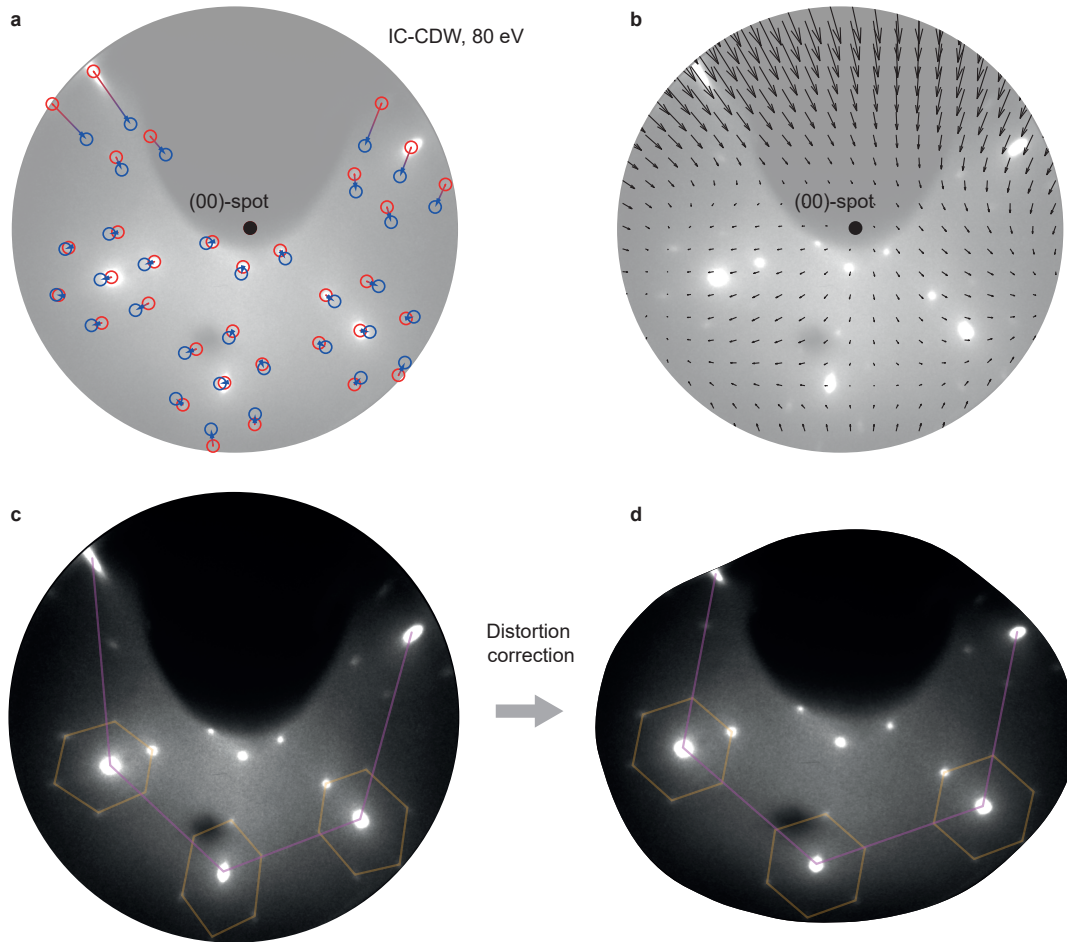 a
IC-CDW, 80 eV
(00)-spot
b
(00)-spot
c
Distortion
correction
d